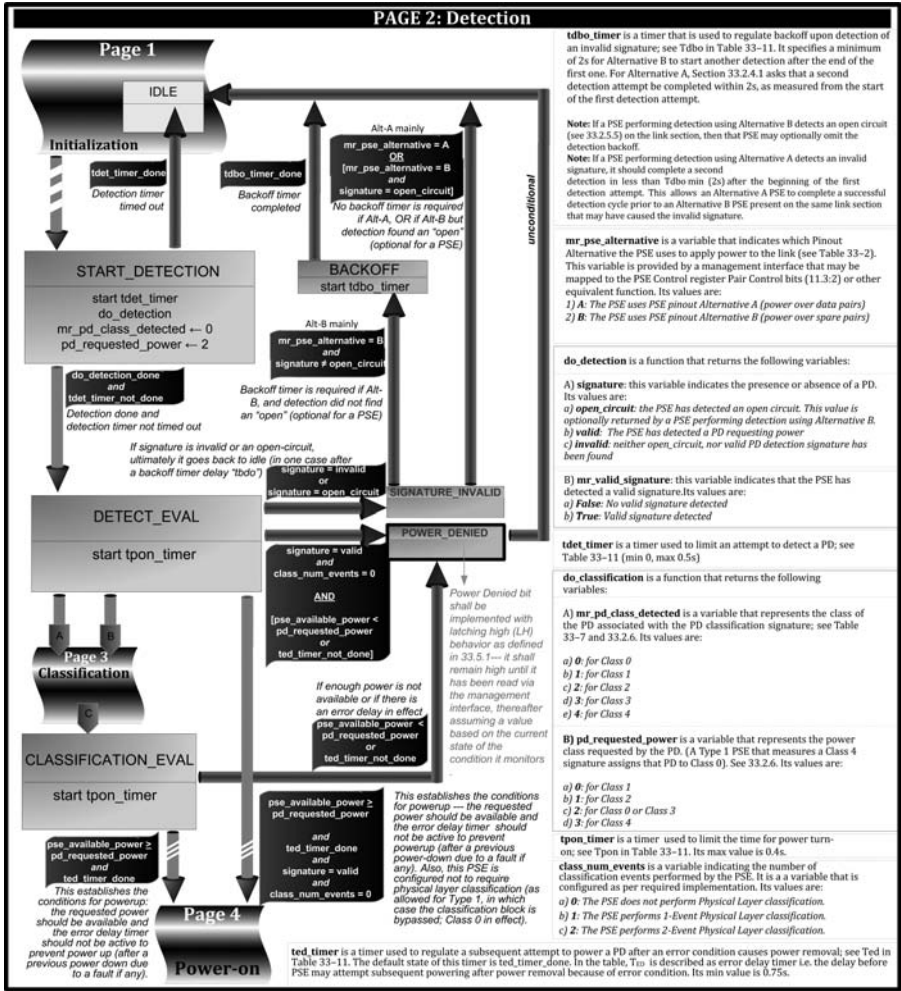 PAGE 2: Detection
Page 1
IDLE
Initialization
tdet_timer_done
Detection timer
timed out
tdbo_timer_done
Backoff timer
completed
Alt-A mainly
mr_pse_alternative = A
OR
[mr_pse_alternative = B
and
signature = open_circuit]
No backoff timer is required
if Alt-A, OR if Alt-B but
detection found an “open”
(optional for a PSE)
unconditional
START_DETECTION
start tdet_timer
do_detection
mr_pd_class_detected ← 0
pd_requested_power ← 2
BACKOFF
start tdbo_timer
Alt-B mainly
mr_pse_alternative = B
and
signature ≠ open_circuit
Backoff timer is required if Alt-
B, and detection did not find
an “open” (optional for a PSE)
do_detection_done
and
tdet_timer_not_done
Detection done and
detection timer not timed out
If signature is invalid or an open-circuit,
ultimately it goes back to idle (in one case after
a backoff timer delay “tbdo”)
signature = invalid
or
signature = open_circuit
SIGNATURE_INVALID
DETECT_EVAL
start tpon_timer
POWER_DENIED
signature = valid
and
class_num_events = 0
AND
[pse_available_power <
pd_requested_power
or
ted_timer_not_done]
Power Denied bit
shall be
implemented with
latching high (LH)
behavior as defined
in 33.5.1--- it shall
remain high until it
has been read via
the management
interface, thereafter
assuming a value
based on the current
state of the
condition it monitors
.
A
B
Page 3
Classification
C
If enough power is not
available or if there is
an error delay in effect
pse_available_power <
pd_requested_power
or
ted_timer_not_done
CLASSIFICATION_EVAL
start tpon_timer
pse_available_power ≥
pd_requested_power
and
ted_timer_done
This establishes the
conditions for powerup:
the requested power
should be available and
the error delay timer
should not be active to
prevent power up (after a
previous power down due
to a fault if any).
pse_available_power ≥
pd_requested_power
and
ted_timer_done
and
signature = valid
and
class_num_events = 0
This establishes the conditions
for powerup --- the requested
power should be available and
the error delay timer should
not be active to prevent
powerup (after a previous
power-down due to a fault if
any). Also, this PSE is
configured not to require
physical layer classification (as
allowed for Type 1, in which
case the classification block is
bypassed; Class 0 in effect).
Page 4
Power-on
tdbo_timer is a timer that is used to regulate backoff upon detection of
an invalid signature; see Tdbo in Table 33–11. It specifies a minimum
of 2s for Alternative B to start another detection after the end of the
first one. For Alternative A, Section 33.2.4.1 asks that a second
detection attempt be completed within 2s, as measured from the start
of the first detection attempt.
Note: If a PSE performing detection using Alternative B detects an open circuit
(see 33.2.5.5) on the link section, then that PSE may optionally omit the
detection backoff.
Note: If a PSE performing detection using Alternative A detects an invalid
signature, it should complete a second
detection in less than Tdbo min (2s) after the beginning of the first
detection attempt. This allows an Alternative A PSE to complete a successful
detection cycle prior to an Alternative B PSE present on the same link section
that may have caused the invalid signature.
mr_pse_alternative is a variable that indicates which Pinout
Alternative the PSE uses to apply power to the link (see Table 33–2).
This variable is provided by a management interface that may be
mapped to the PSE Control register Pair Control bits (11.3:2) or other
equivalent function. Its values are:
1) A: The PSE uses PSE pinout Alternative A (power over data pairs)
2) B: The PSE uses PSE pinout Alternative B (power over spare pairs)
do_detection is a function that returns the following variables:
A) signature: this variable indicates the presence or absence of a PD.
Its values are:
a) open_circuit: the PSE has detected an open circuit. This value is
optionally returned by a PSE performing detection using Alternative B.
b) valid: The PSE has detected a PD requesting power
c) invalid: neither open_circuit, nor valid PD detection signature has
been found
B) mr_valid_signature: this variable indicates that the PSE has
detected a valid signature.Its values are:
a) False: No valid signature detected
b) True: Valid signature detected
tdet_timer is a timer used to limit an attempt to detect a PD; see
Table 33–11 (min 0, max 0.5s)
do_classification is a function that returns the following
variables:
A) mr_pd_class_detected is a variable that represents the class
of the PD associated with the PD classification signature; see Table
33–7 and 33.2.6. Its values are:
a) 0: for Class 0
b) 1: for Class 1
c) 2: for Class 2
d) 3: for Class 3
e) 4: for Class 4
B) pd_requested_power is a variable that represents the power
class requested by the PD. (A Type 1 PSE that measures a Class 4
signature assigns that PD to Class 0). See 33.2.6. Its values are:
a) 0: for Class 1
b) 1: for Class 2
c) 2: for Class 0 or Class 3
d) 3: for Class 4
tpon_timer is a timer used to limit the time for power turn-
on; see Tpon in Table 33–11. Its max value is 0.4s.
class_num_events is a variable indicating the number of
classification events performed by the PSE. It is a a variable that is
configured as per required implementation. Its values are:
a) 0: The PSE does not perform Physical Layer classification.
b) 1: The PSE performs 1-Event Physical Layer classification.
c) 2: The PSE performs 2-Event Physical Layer classification.
ted_timer is a timer used to regulate a subsequent attempt to power a PD after an error condition causes power removal; see Ted in
Table 33–11. The default state of this timer is ted_timer_done. In the table, TED is described as error delay timer i.e. the delay before
PSE may attempt subsequent powering after power removal because of error condition. Its min value is 0.75s.